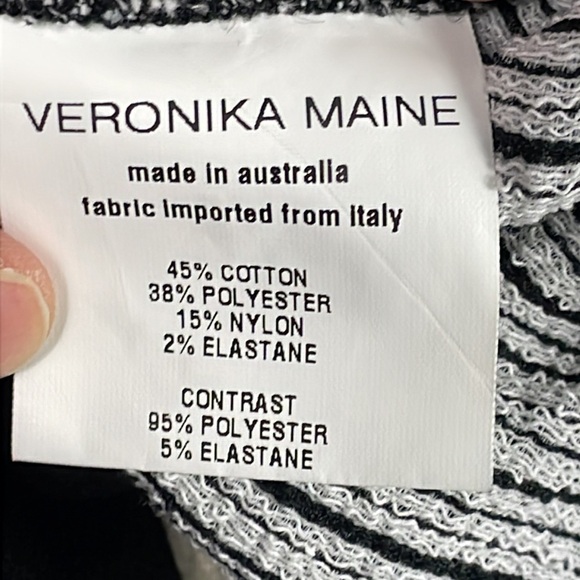 VERONIKA MAINE
made in australia
fabric imported from italy
45% COTTON
38% POLYESTER
15% NYLON
2% ELASTANE
CONTRAST
95% POLYESTER
5% ELASTANE